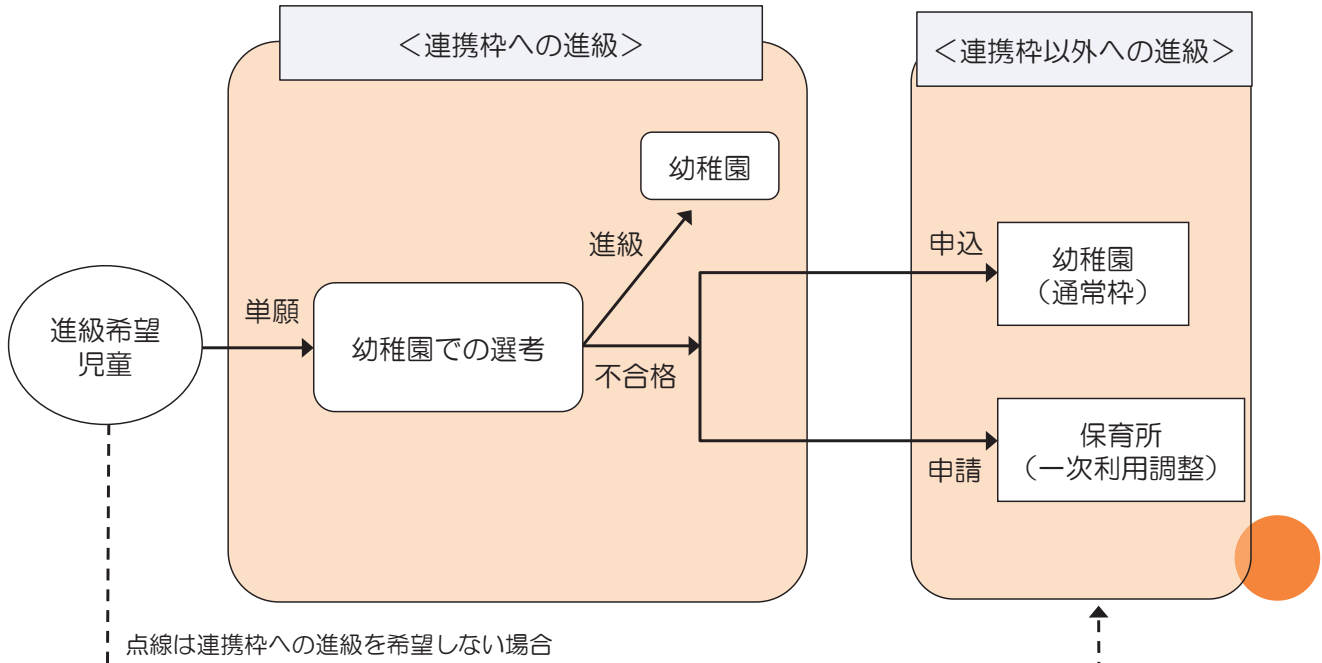 ＜連携枠への進級＞
＜連携枠以外への進級＞
幼稚園
進級
申込
幼稚園
（通常枠）
進級希望
児童
単願
幼稚園での選考
不合格
保育所
（一次利用調整）
申請
点線は連携枠への進級を希望しない場合